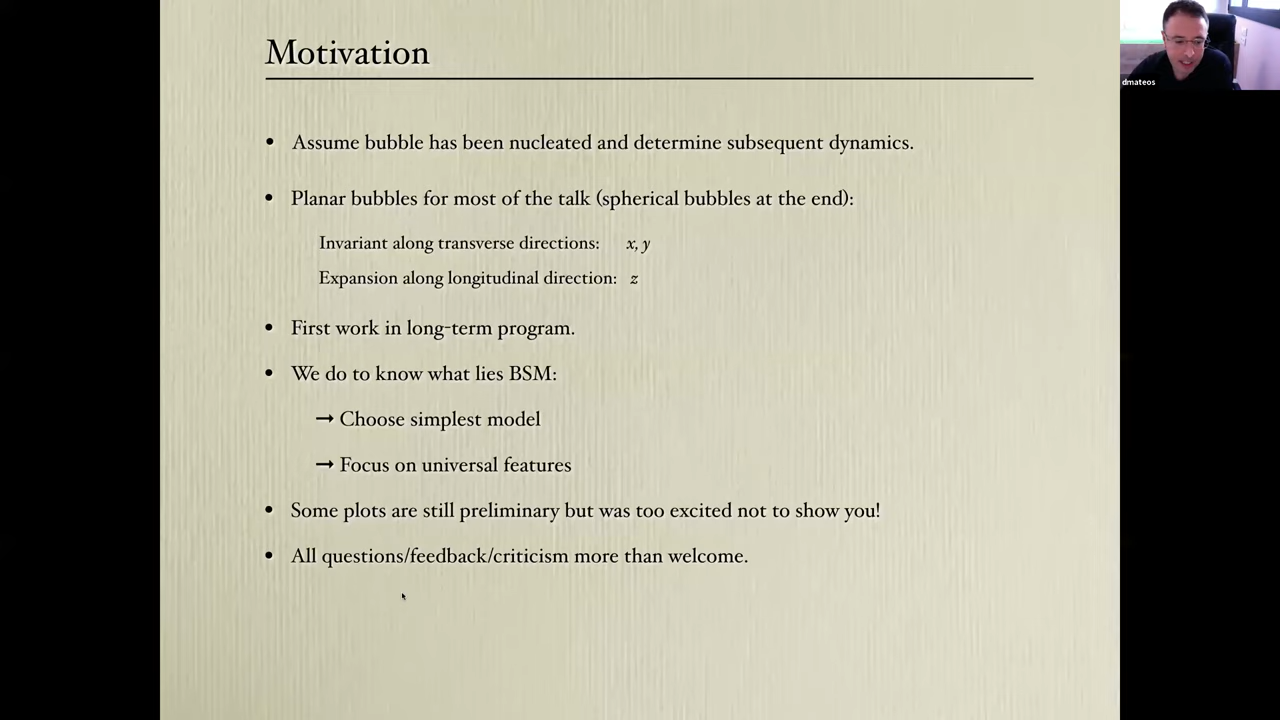 Motivation
dmateos
• Assume bubble has been nucleated and determine subsequent dynamics.
• Planar bubbles for most of the talk (spherical bubbles at the end):
Invariant along transverse directions: x, y
Expansion along longitudinal direction: z
• First work in long-term program.
• We do to know what lies BSM:
→ Choose simplest model
→ Focus on universal features
• Some plots are still preliminary but was too excited not to show you!
• All questions/feedback/criticism more than welcome.